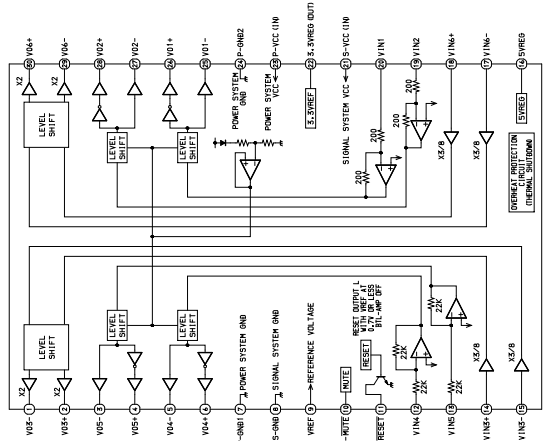 VO6+
VO6-
VO2+
VO2-
VO1+
VO1-
P-GND2
P-VCC (IN)
3.3VREG (OUT)
S-VCC (IN)
VIN1
VIN2
VIN6+
VIN6-
5VREG
30
29
28
27
26
25
24
23
22
21
20
19
18
17
16
X2
X2
POWER SYSTEM
GND
POWER SYSTEM
VCC
3.3VREF
SIGNAL SYSTEM VCC
200
200
200
200
X3/8
X3/8
5VREG
LEVEL
SHIFT
LEVEL
SHIFT
LEVEL
SHIFT
OVERHEAT PROTECTION
CIRCUIT
(THERMAL SHUTDOWN)
LEVEL
SHIFT
LEVEL
SHIFT
LEVEL
SHIFT
X2
X2
POWER SYSTEM GND
SIGNAL SYSTEM GND
REFERENCE VOLTAGE
MUTE
RESET
RESET OUTPUT L
WITH VREF AT
0.7V OR LESS
BIT-AMP OFF
22K
22K
22K
22K
X3/8
X3/8
1
2
3
4
5
6
7
8
9
10
11
12
13
14
15
VO3-
VO3+
VO5-
VO5+
VO4-
VO4+
-GND1
S-GND
VREF
-MUTE
RESET
VIN4
VIN5
VIN3+
VIN3-